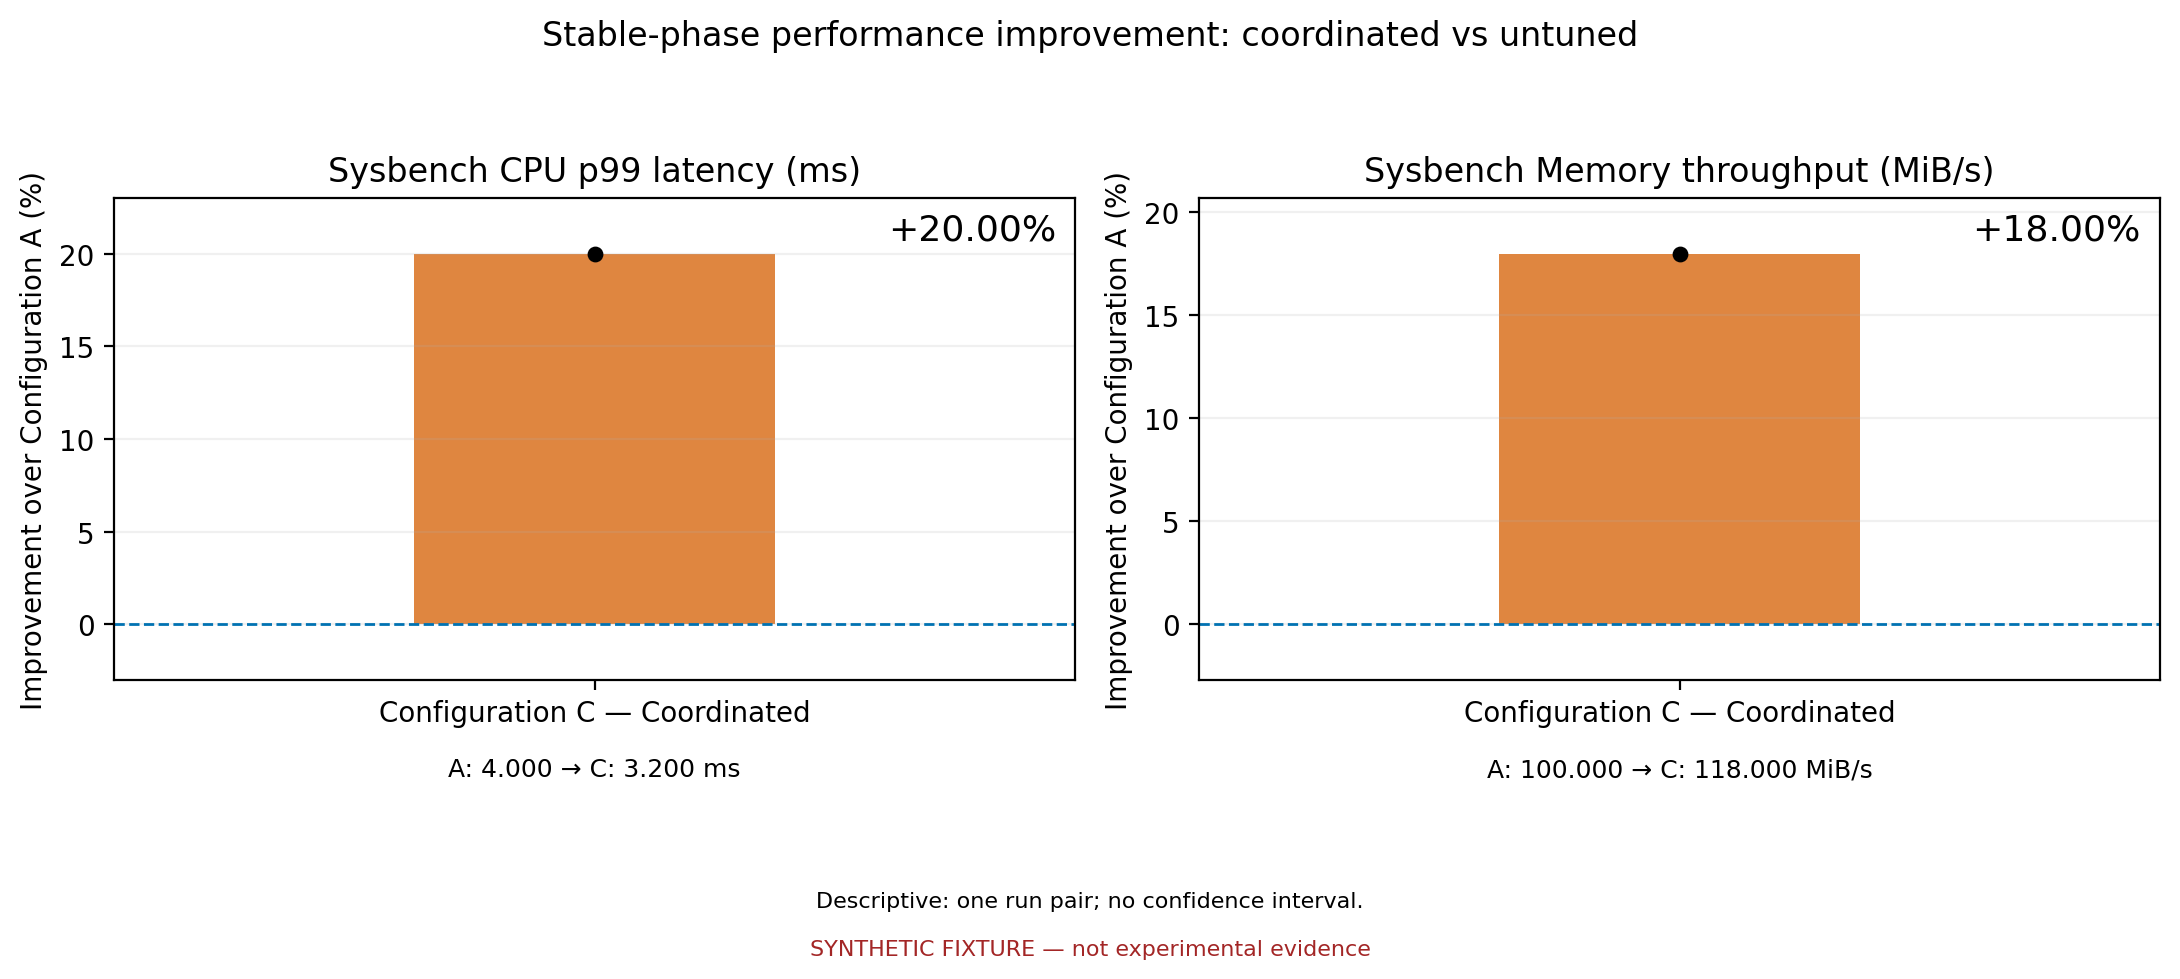 Stable-phase performance improvement: coordinated vs untuned
Sysbench CPU p99 latency (ms)
Improvement over Configuration A (%)
+20.00%
20
15
10
5
0
Configuration C — Coordinated
A: 4.000 → C: 3.200 ms
Sysbench Memory throughput (MiB/s)
Improvement over Configuration A (%)
+18.00%
20
15
10
5
0
Configuration C — Coordinated
A: 100.000 → C: 118.000 MiB/s
Descriptive: one run pair; no confidence interval.
SYNTHETIC FIXTURE — not experimental evidence